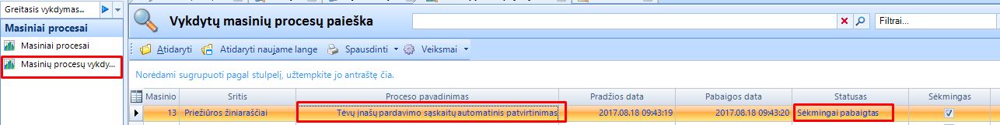 Greitasis vykdymas...
Masiniai procesai
Masiniai procesai
Masinių procesų vykdy...
Vykdytų masinių procesų paieška
Filtrai...
Atidaryti Atidaryti naujame lange Spausdinti Veiksmai
Norėdami sugrupuoti pagal stulpelį, užtempkite jo antraštę čia.
Masinio Sritis Proceso pavadinimas Pradžios data Pabaigos data Statusas Sėkmingas
13 Priežiūros žiniaraščiai Tėvų įnašų pardavimo sąskaitų automatinis patvirtinimas 2017.08.18 09:43:19 2017.08.18 09:43:20 Sėkmingai pabaigtas